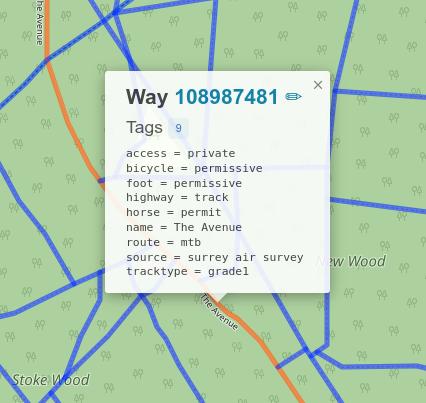 The Avenue
×
Way 108987481 ✏
Tags 9
access = private
bicycle = permissive
foot = permissive
highway = track
horse = permit
name = The Avenue
route = mtb
source = surrey air survey
tracktype = grade1
New Wood
The Avenue
Stoke Wood